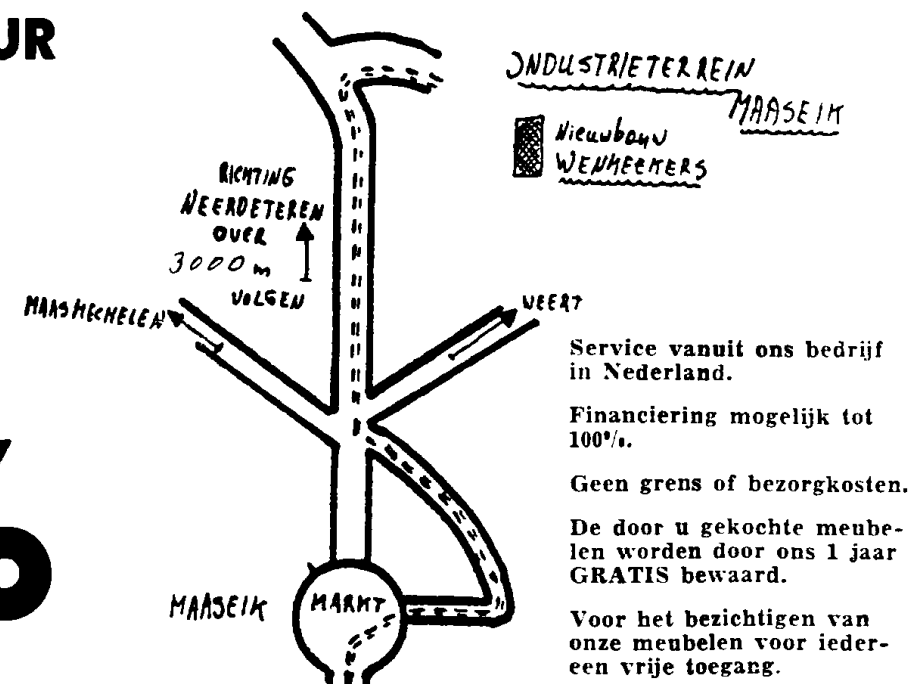 UR
INDUSTRIETERREIN
MAASEIK
Nieuwbouw
WENMEEKERS
RICHTING
NEEROETEREN
OVER
3000 m
VOLGEN
MAASMECHELEN
WEERT
Service vanuit ons bedrijf
in Nederland.
Financiering mogelijk tot
100%.
Geen grens of bezorgkosten.
De door u gekochte meube-
len worden door ons 1 jaar
GRATIS bewaard.
Voor het bezichtigen van
onze meubelen voor ieder-
een vrije toegang.
MAASEIK
MARKT